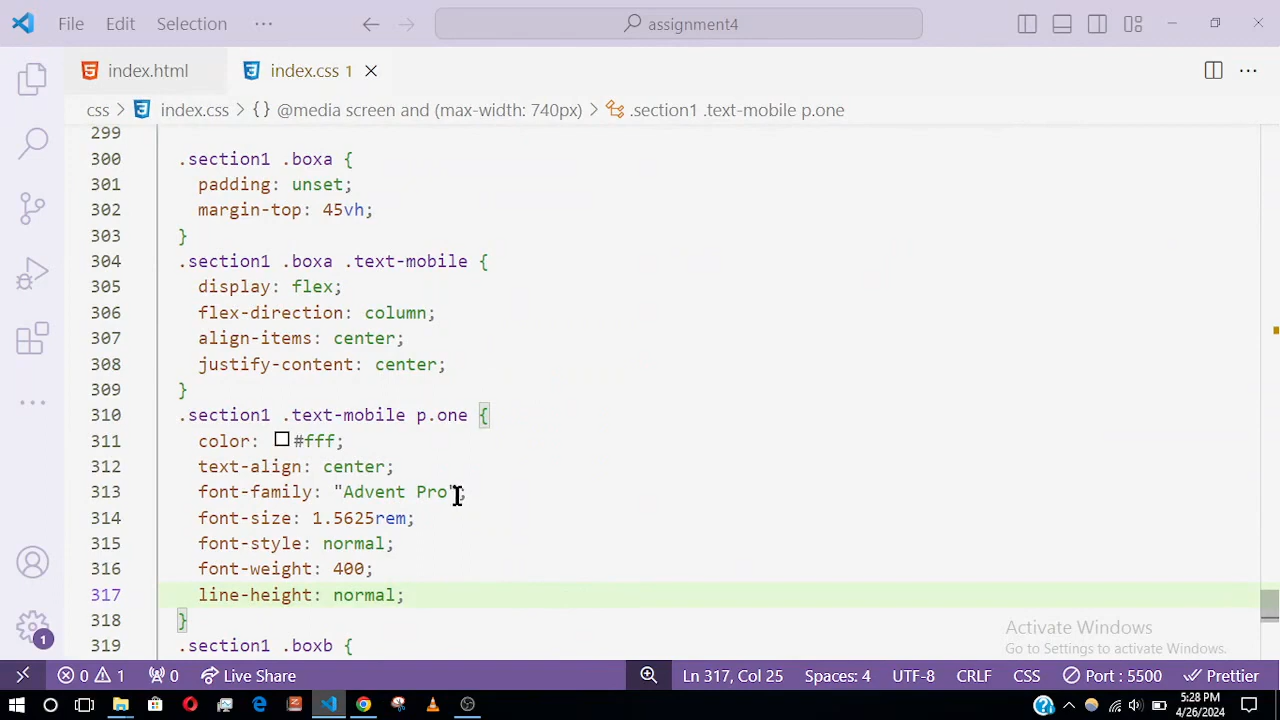 File Edit Selection ··· assignment4
index.html index.css 1
css > index.css > {} @media screen and (max-width: 740px) > .section1 .text-mobile p.one
299
300 .section1 .boxa {
301 padding: unset;
302 margin-top: 45vh;
303 }
304 .section1 .boxa .text-mobile {
305 display: flex;
306 flex-direction: column;
307 align-items: center;
308 justify-content: center;
309 }
310 .section1 .text-mobile p.one {
311 color: #fff;
312 text-align: center;
313 font-family: "Advent Pro";
314 font-size: 1.5625rem;
315 font-style: normal;
316 font-weight: 400;
317 line-height: normal;
318 }
319 .section1 .boxb {
Activate Windows
Go to Settings to activate Windows.
1
0 1 0 Live Share Ln 317, Col 25 Spaces: 4 UTF-8 CRLF CSS Port : 5500 Prettier
5:28 PM
4/26/2024